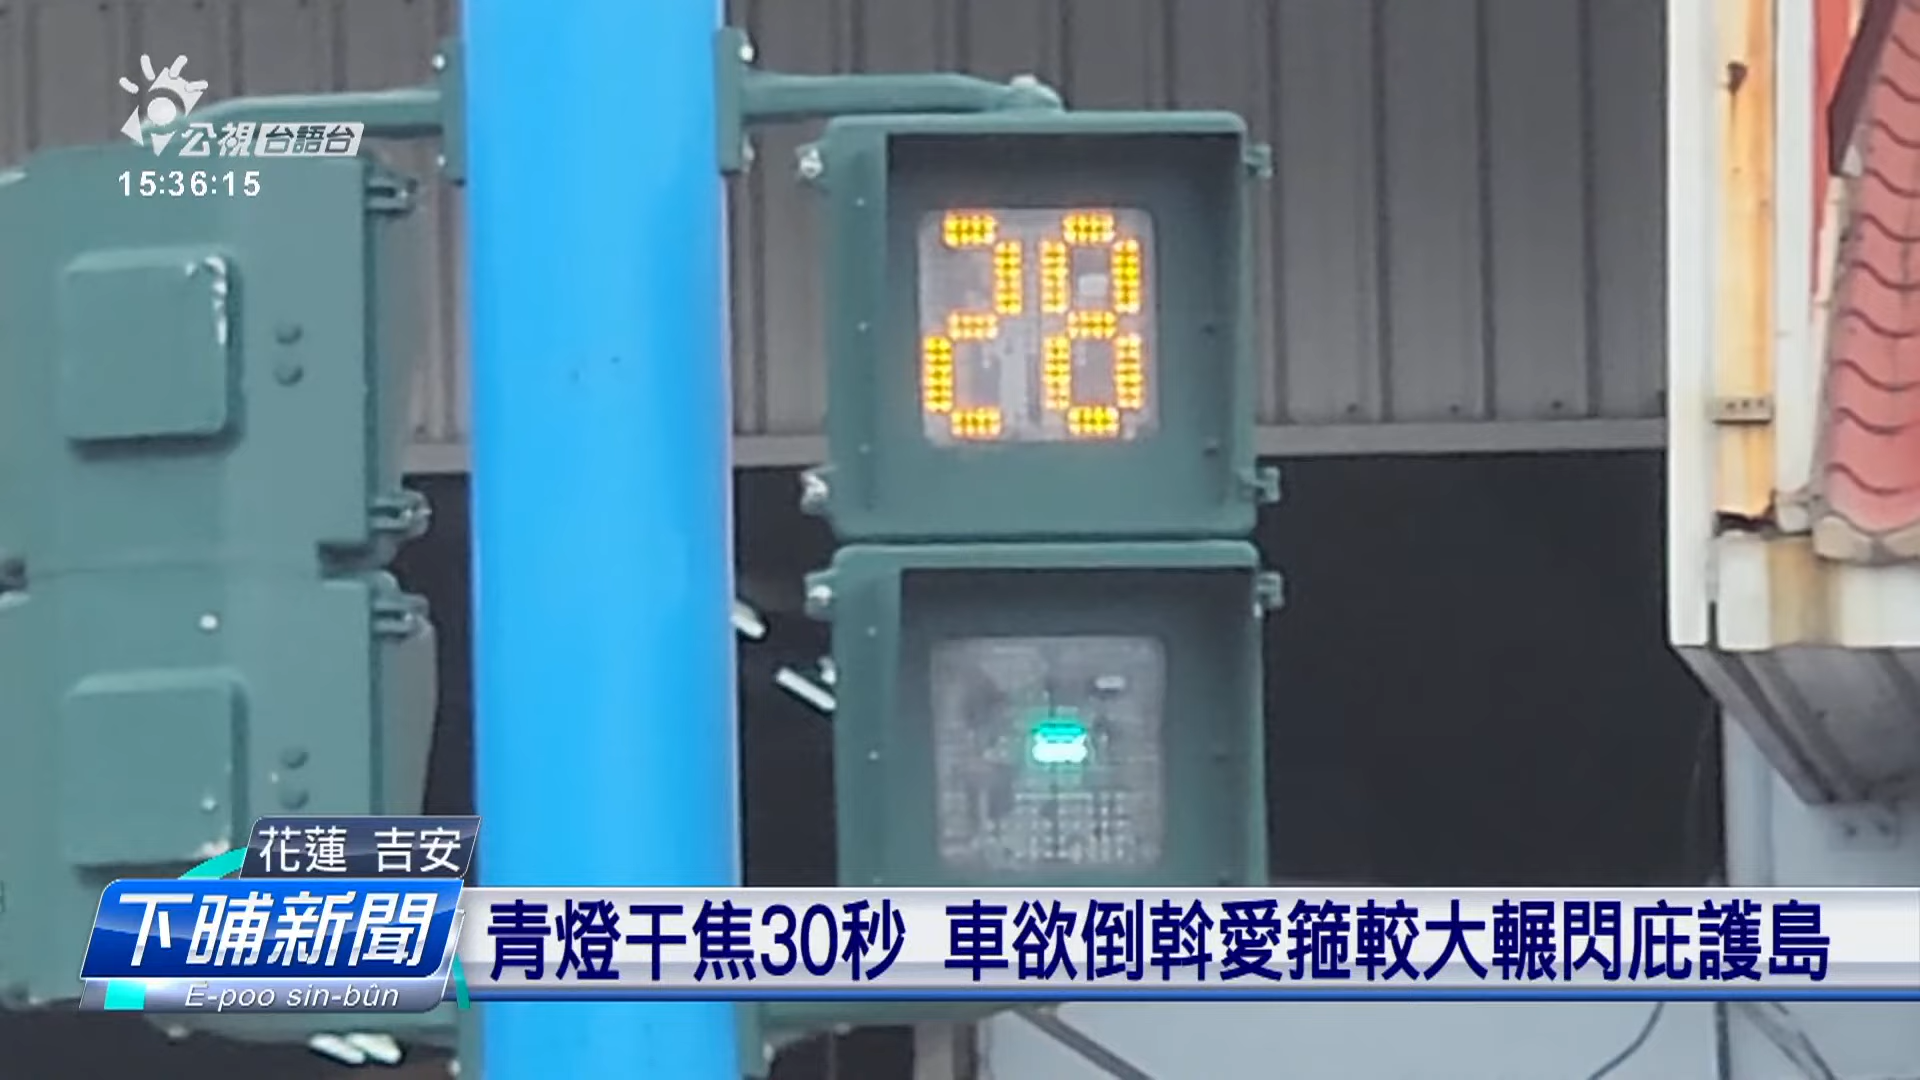 公視台語台
15:36:15
28
花蓮 吉安
下晡新聞
Ē-poo sin-bûn
青燈干焦30秒 車欲倒斡愛箍較大輾閃庇護島